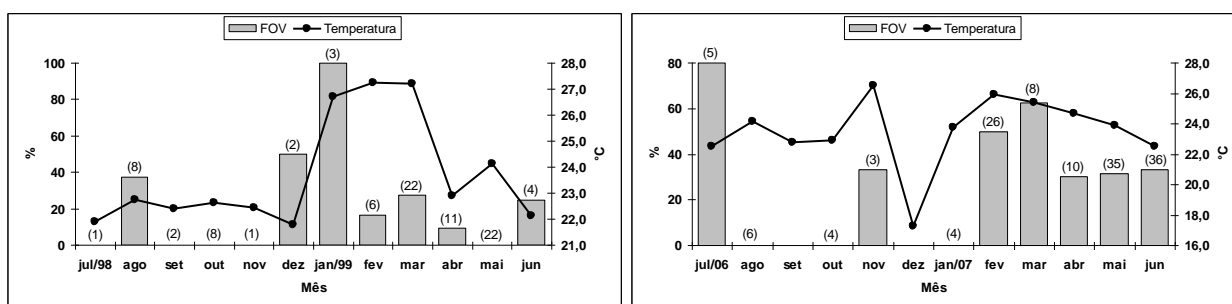 FOV Temperatura
(3)
100 28,0
27,0
80
26,0
60 (2) 25,0
% °C
(8) 24,0
40
(22) 23,0
(4)
20 (6) 22,0
(11)
(1) (2) (8) (1) (22)
0 21,0
jul/98 ago set out nov dez jan/99 fev mar abr mai jun
Mês
FOV Temperatura
(5)
80 28,0
(8) 26,0
60 (26)
24,0
% 40 (3) (10) (35) (36) 22,0 °C
20,0
20
18,0
(6) (4) (4)
0 16,0
jul/06 ago set out nov dez jan/07 fev mar abr mai jun
Mês